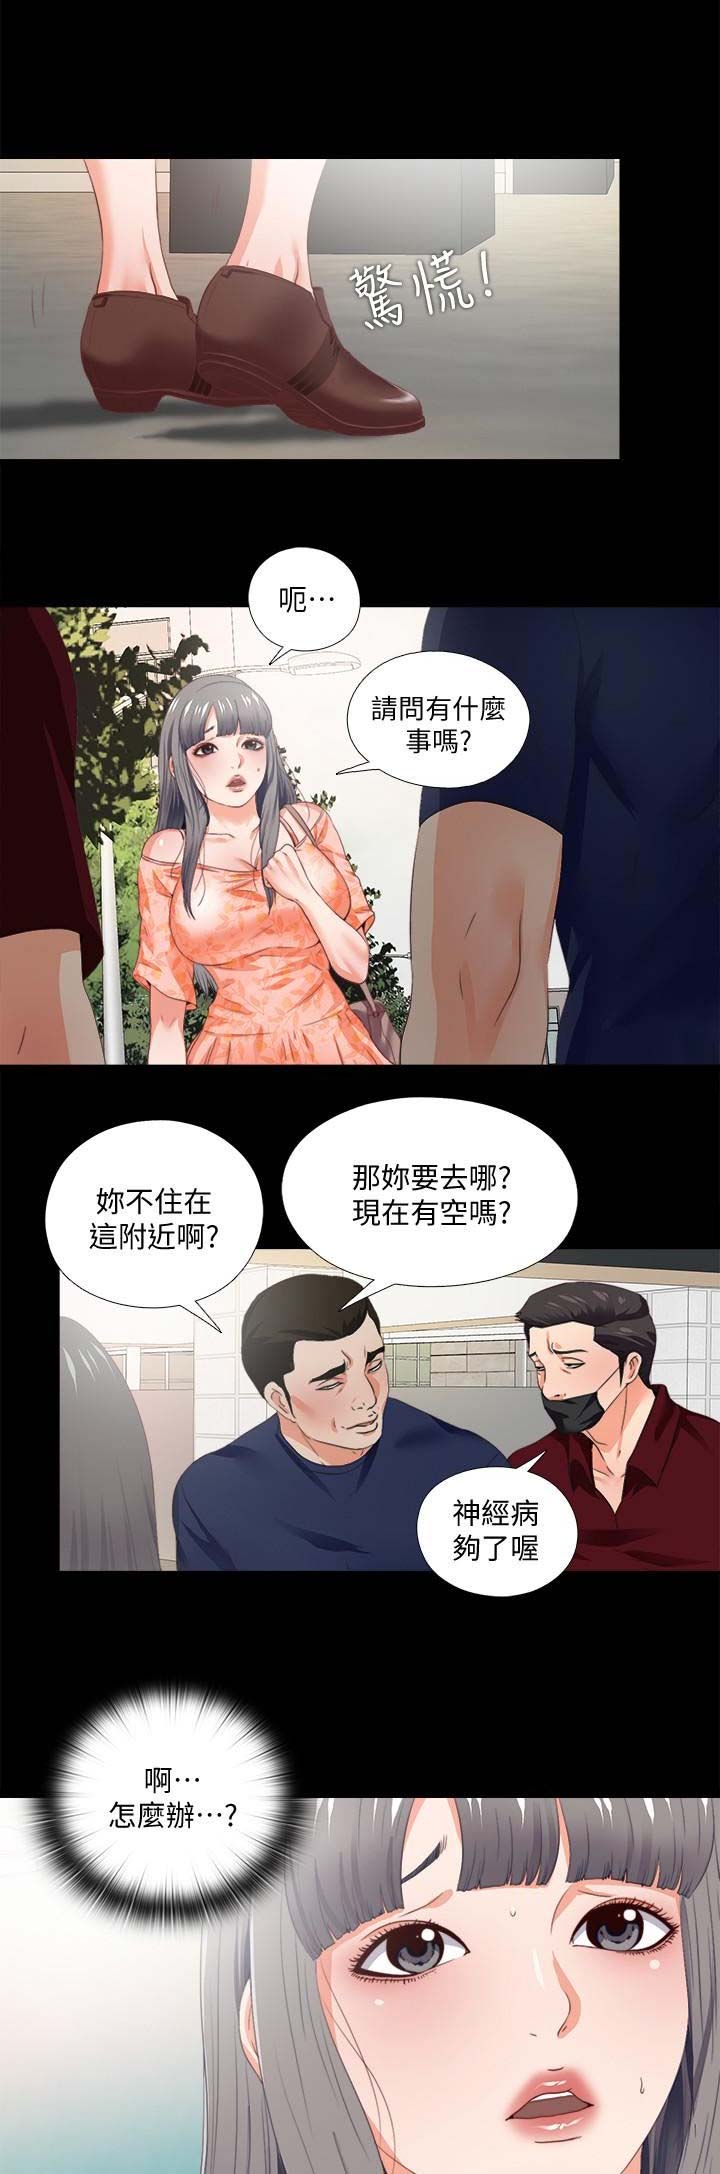 驚慌!
呃…
請問有什麼
事嗎?
妳不住在
這附近啊?
那妳要去哪?
現在有空嗎?
神經病
夠了喔
啊…
怎麼辦…?